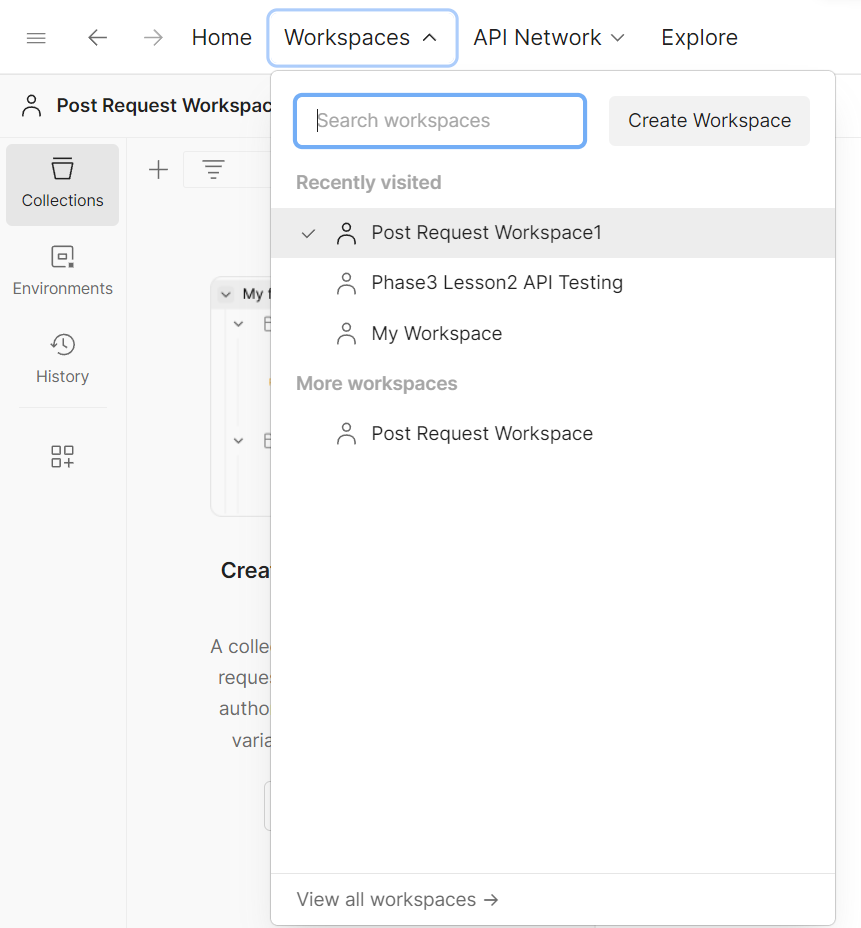 Home Workspaces API Network Explore
Post Request Workspac
Search workspaces Create Workspace
Recently visited
Post Request Workspace1
Phase3 Lesson2 API Testing
My Workspace
More workspaces
Post Request Workspace
View all workspaces →
Collections
Environments
History
My f
Crea
A colle
reque
autho
varia